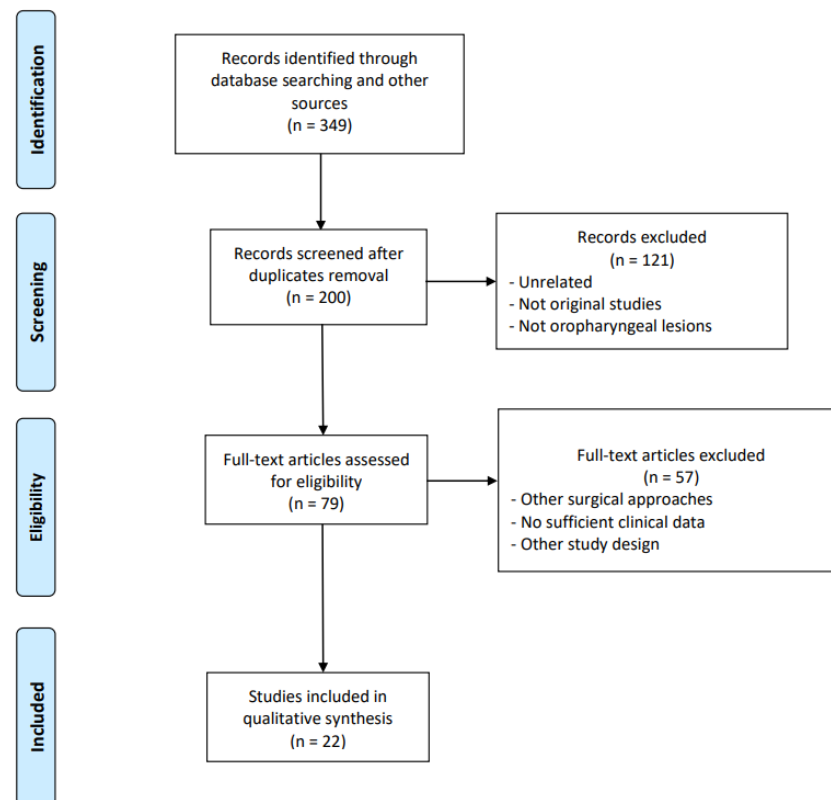 Identification
Records identified through
database searching and other
sources
(n = 349)
Screening
Records screened after
duplicates removal
(n = 200)
Records excluded
(n = 121)
- Unrelated
- Not original studies
- Not oropharyngeal lesions
Eligibility
Full-text articles assessed
for eligibility
(n = 79)
Full-text articles excluded
(n = 57)
- Other surgical approaches
- No sufficient clinical data
- Other study design
Included
Studies included in
qualitative synthesis
(n = 22)